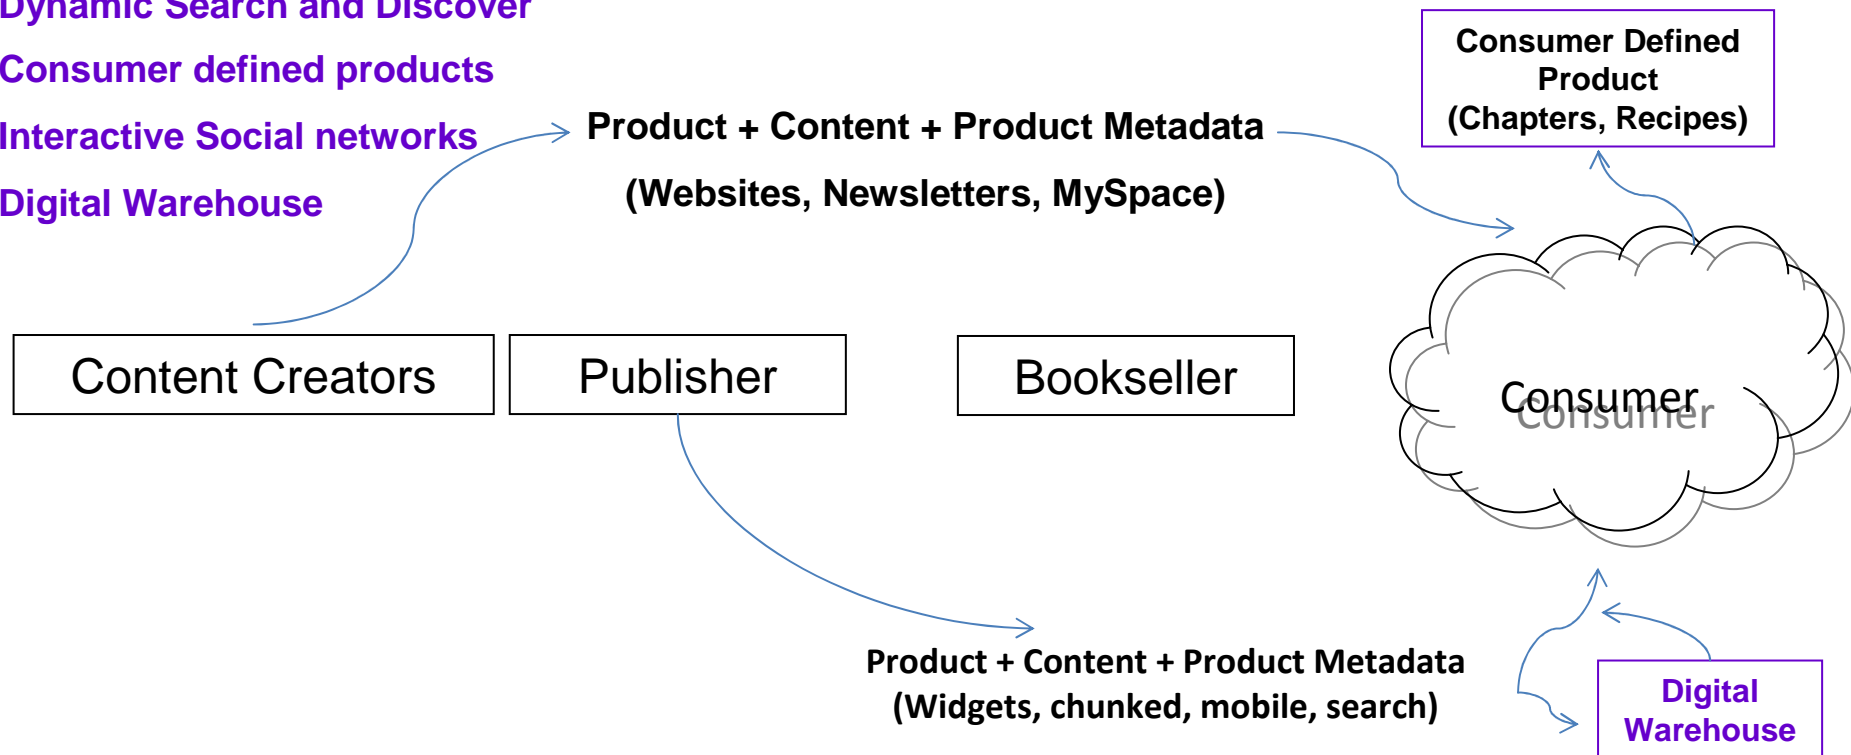 Dynamic Search and Discover
Consumer defined products
Interactive Social networks
Digital Warehouse
Product + Content + Product Metadata
(Websites, Newsletters, MySpace)
Consumer Defined
Product
(Chapters, Recipes)
Content Creators
Publisher
Bookseller
Consumer
Product + Content + Product Metadata
(Widgets, chunked, mobile, search)
Digital
Warehouse